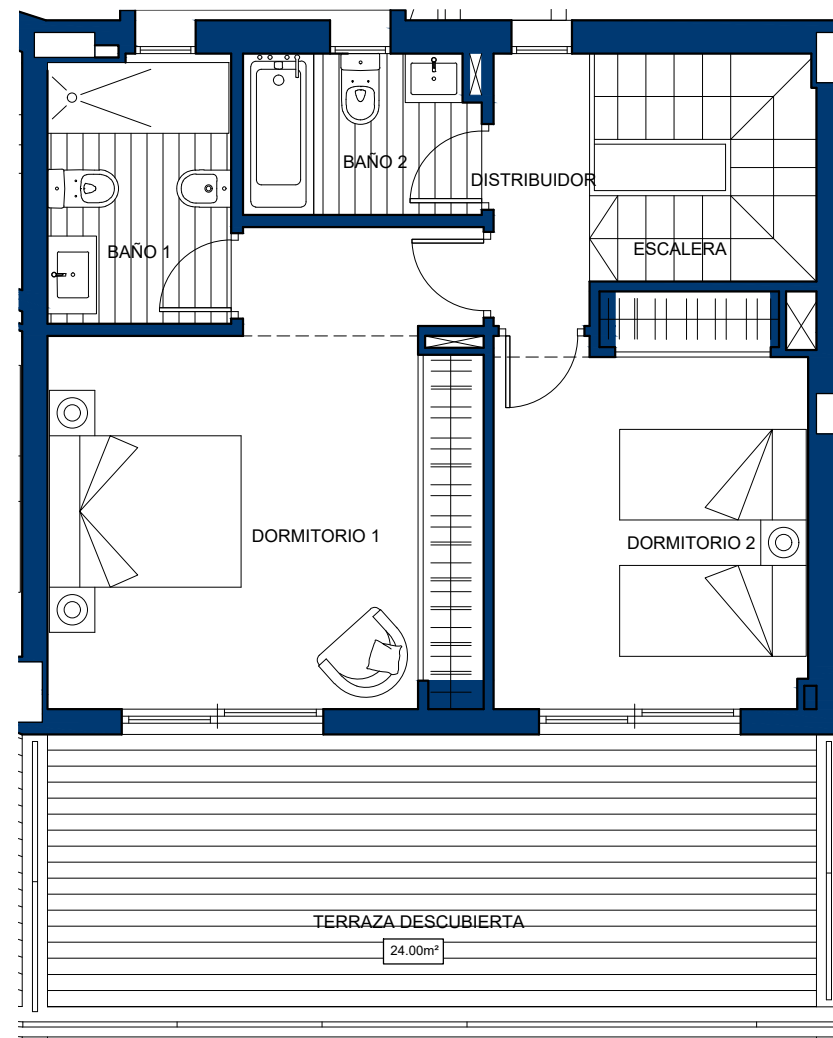 BAÑO 2
DISTRIBUIDOR
BAÑO 1
ESCALERA
DORMITORIO 1
DORMITORIO 2
TERRAZA DESCUBIERTA
24.00m²